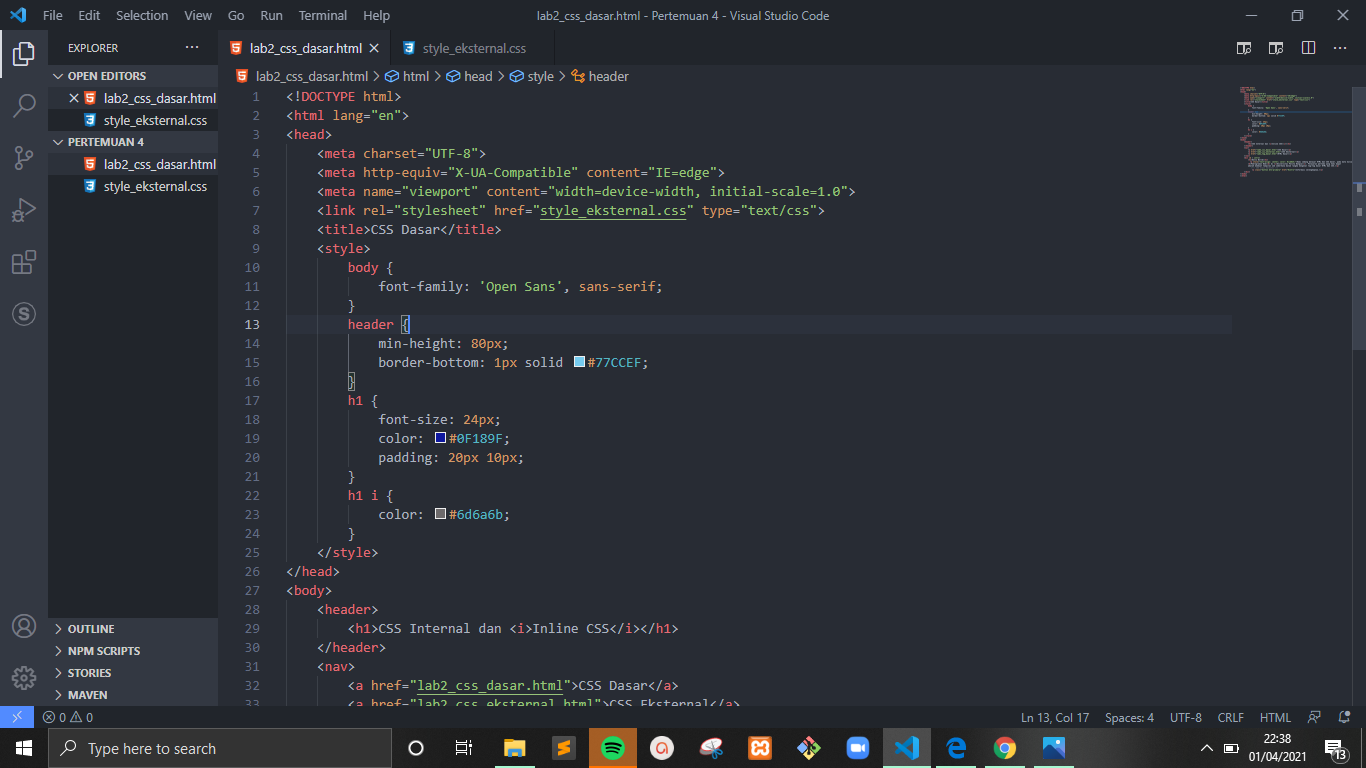 File Edit Selection View Go Run Terminal Help
lab2_css_dasar.html - Pertemuan 4 - Visual Studio Code
EXPLORER
OPEN EDITORS
lab2_css_dasar.html
style_eksternal.css
PERTEMUAN 4
lab2_css_dasar.html
style_eksternal.css
OUTLINE
NPM SCRIPTS
STORIES
MAVEN
lab2_css_dasar.html style_eksternal.css
lab2_css_dasar.html > html > head > style > header
1 <!DOCTYPE html>
2 <html lang="en">
3 <head>
4 <meta charset="UTF-8">
5 <meta http-equiv="X-UA-Compatible" content="IE=edge">
6 <meta name="viewport" content="width=device-width, initial-scale=1.0">
7 <link rel="stylesheet" href="style_eksternal.css" type="text/css">
8 <title>CSS Dasar</title>
9 <style>
10 body {
11 font-family: 'Open Sans', sans-serif;
12 }
13 header {
14 min-height: 80px;
15 border-bottom: 1px solid #77CCEF;
16 }
17 h1 {
18 font-size: 24px;
19 color: #0F189F;
20 padding: 20px 10px;
21 }
22 h1 i {
23 color: #6d6a6b;
24 }
25 </style>
26 </head>
27 <body>
28 <header>
29 <h1>CSS Internal dan <i>Inline CSS</i></h1>
30 </header>
31 <nav>
32 <a href="lab2_css_dasar.html">CSS Dasar</a>
33 <a href="lab2_css_eksternal.html">CSS Eksternal</a>
0 0
Ln 13, Col 17 Spaces: 4 UTF-8 CRLF HTML
Type here to search
22:38
01/04/2021
13